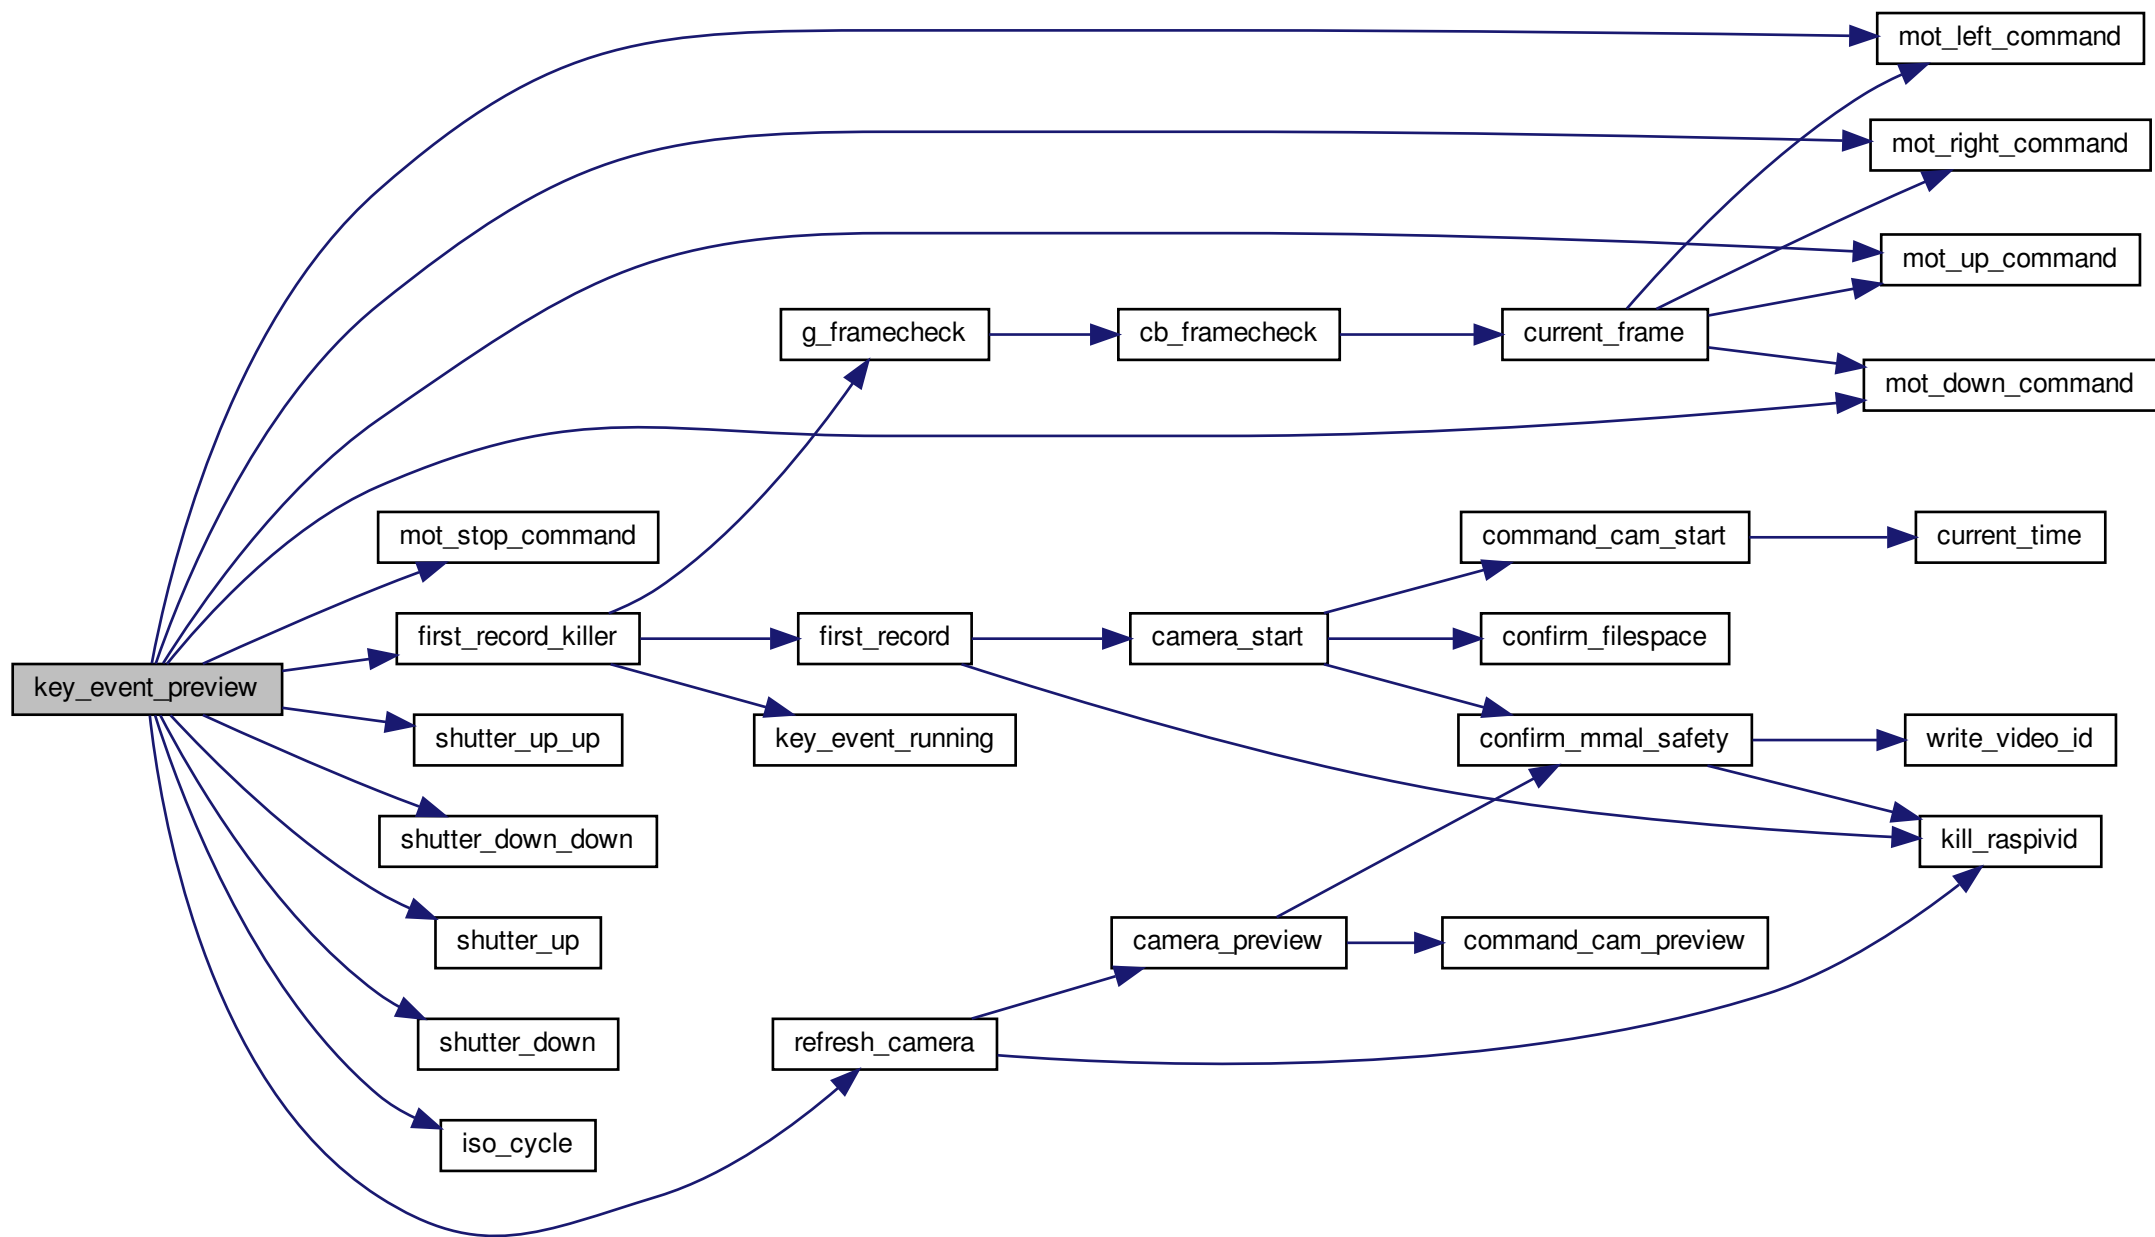 mot_left_command
mot_right_command
mot_up_command
g_framecheck
cb_framecheck
current_frame
mot_down_command
mot_stop_command
command_cam_start
current_time
first_record_killer
first_record
camera_start
confirm_filespace
key_event_preview
shutter_up_up
key_event_running
confirm_mmal_safety
write_video_id
shutter_down_down
kill_raspivid
shutter_up
camera_preview
command_cam_preview
shutter_down
refresh_camera
iso_cycle